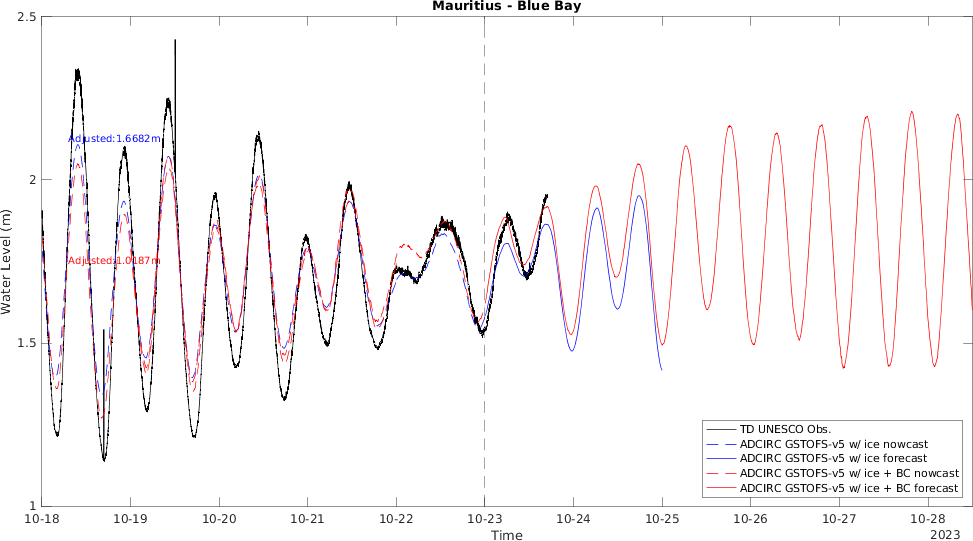 Mauritius - Blue Bay
2.5
2
1.5
1
Water Level (m)
Adjusted:1.6682m
Adjusted:1.0187m
TD UNESCO Obs.
ADCIRC GSTOFS-v5 w/ ice nowcast
ADCIRC GSTOFS-v5 w/ ice forecast
ADCIRC GSTOFS-v5 w/ ice + BC nowcast
ADCIRC GSTOFS-v5 w/ ice + BC forecast
10-18 10-19 10-20 10-21 10-22 10-23 10-24 10-25 10-26 10-27 10-28
Time
2023